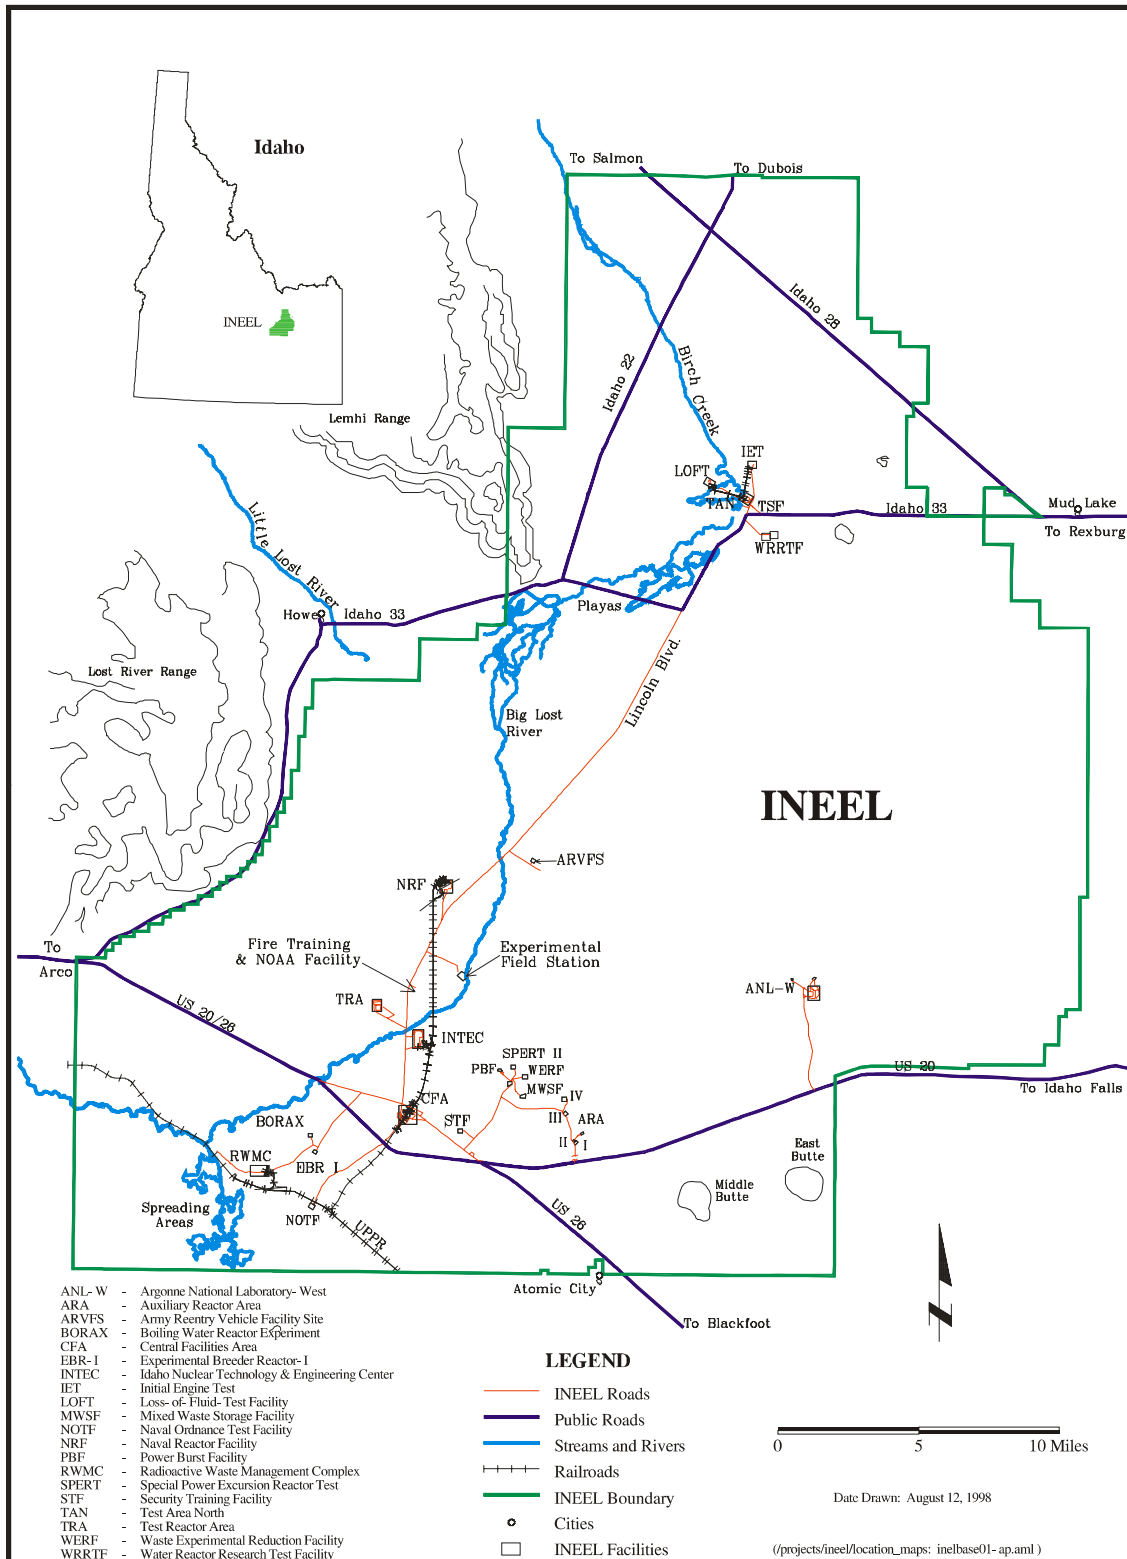 To Salmon
To Dubois
Idaho
Idaho 28
INEEL
Birch Creek
Idaho 22
Lemhi Range
IET
LOFT
TAN
TSF
Mud Lake
Idaho 33
To Rexburg
WRRTF
Little Lost River
Playas
Howe
Idaho 33
Lincoln Blvd.
Lost River Range
Big Lost
River
INEEL
ARVFS
NRF
To
Arco
Fire Training
& NOAA Facility
Experimental
Field Station
ANL-W
TRA
US 20/26
INTEC
SPERT II
PBF
WERF
MWSF
US 20
To Idaho Falls
IV
CFA
III
ARA
STF
BORAX
II
I
East
Butte
RWMC
EBR I
Middle
Butte
Spreading
Areas
NOTF
UPPR
US 26
Atomic City
To Blackfoot
ANL- W - Argonne National Laboratory- West
ARA - Auxiliary Reactor Area
ARVFS - Army Reentry Vehicle Facility Site
BORAX - Boiling Water Reactor Experiment
CFA - Central Facilities Area
EBR- I - Experimental Breeder Reactor- I
INTEC - Idaho Nuclear Technology & Engineering Center
IET - Initial Engine Test
LOFT - Loss- of- Fluid- Test Facility
MWSF - Mixed Waste Storage Facility
NOTF - Naval Ordnance Test Facility
NRF - Naval Reactor Facility
PBF - Power Burst Facility
RWMC - Radioactive Waste Management Complex
SPERT - Special Power Excursion Reactor Test
STF - Security Training Facility
TAN - Test Area North
TRA - Test Reactor Area
WERF - Waste Experimental Reduction Facility
WRRTF - Water Reactor Research Test Facility
LEGEND
INEEL Roads
Public Roads
Streams and Rivers
Railroads
INEEL Boundary
Cities
INEEL Facilities
N
0 5 10 Miles
Date Drawn: August 12, 1998
(/projects/ineel/location_maps: inelbase01- ap.aml )